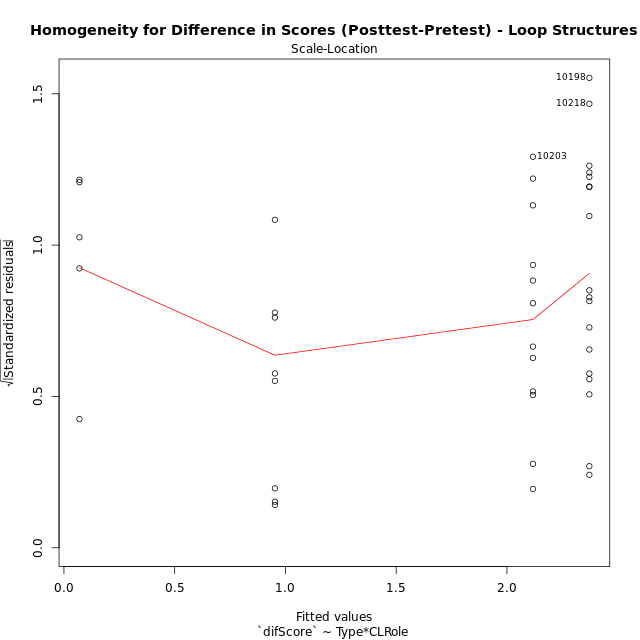 Homogeneity for Difference in Scores (Posttest-Pretest) - Loop Structures
Scale-Location
10198
10218
10203
1.5
1.0
0.5
0.0
√|Standardized residuals|
0.0 0.5 1.0 1.5 2.0
Fitted values
`difScore` ~ Type*CLRole